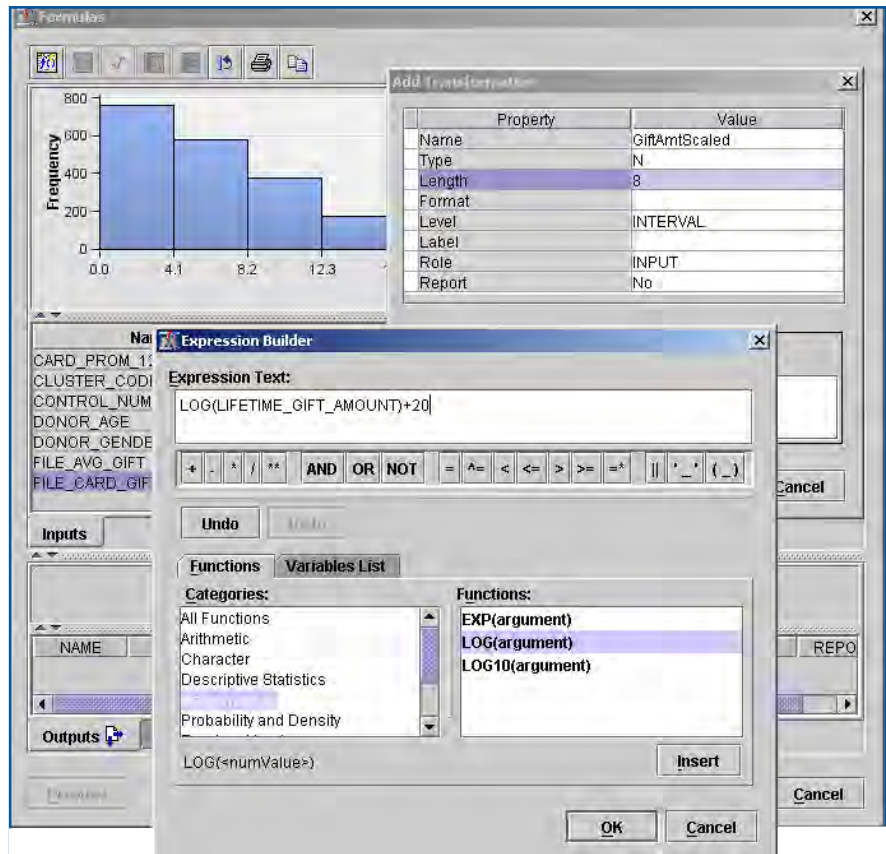 Formulas
Add Transformation
800
600
400
200
0
Frequency
0.0 4.1 8.2 12.3
Property Value
Name GiftAmtScaled
Type N
Length 8
Format
Level INTERVAL
Label
Role INPUT
Report No
Na
CARD_PROM_1
CLUSTER_COD
CONTROL_NUM
DONOR_AGE
DONOR_GENDE
FILE_AVG_GIFT
FILE_CARD_GIF
Inputs
Cancel
NAME REPO
Outputs
Cancel
Expression Builder
Expression Text:
LOG(LIFETIME_GIFT_AMOUNT)+20
+ - * / ** AND OR NOT = ^= < <= > >= =* || '_' (_)
Undo
Functions Variables List
Categories:
All Functions
Arithmetic
Character
Descriptive Statistics
Probability and Density
Functions:
EXP(argument)
LOG(argument)
LOG10(argument)
LOG(<numValue>)
Insert
OK Cancel